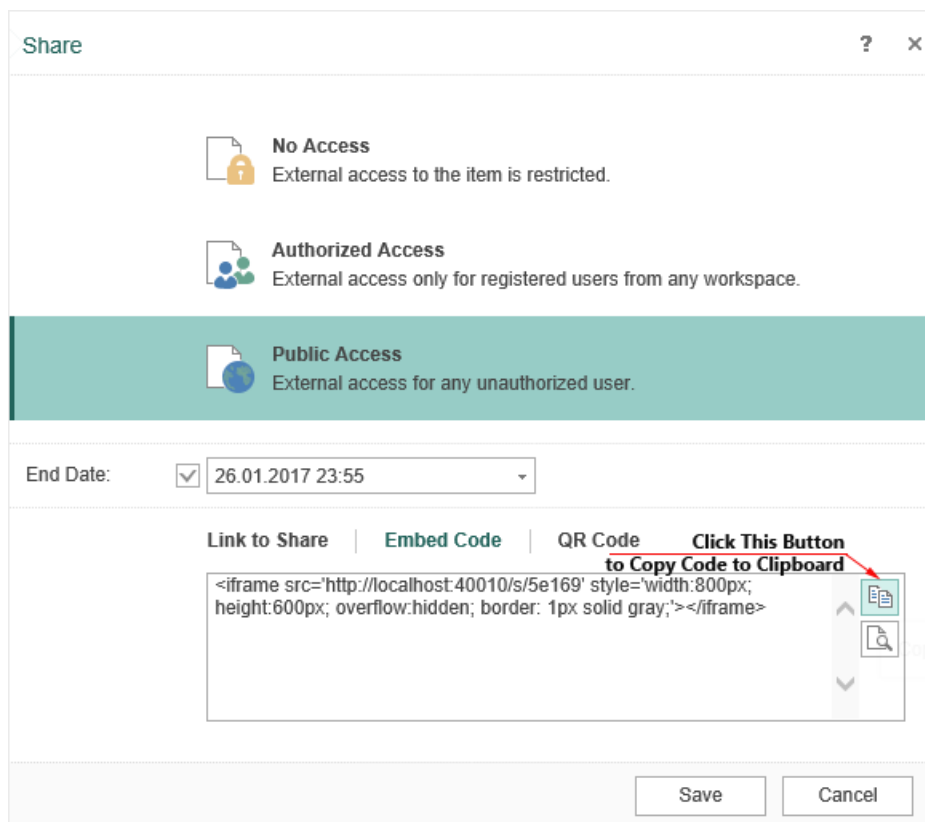 Share
?
No Access
External access to the item is restricted.
Authorized Access
External access only for registered users from any workspace.
Public Access
External access for any unauthorized user.
End Date: 26.01.2017 23:55
Link to Share Embed Code QR Code Click This Button
to Copy Code to Clipboard
<iframe src='http://localhost:40010/s/5e169' style='width:800px;
height:600px; overflow:hidden; border: 1px solid gray;'></iframe>
Save Cancel